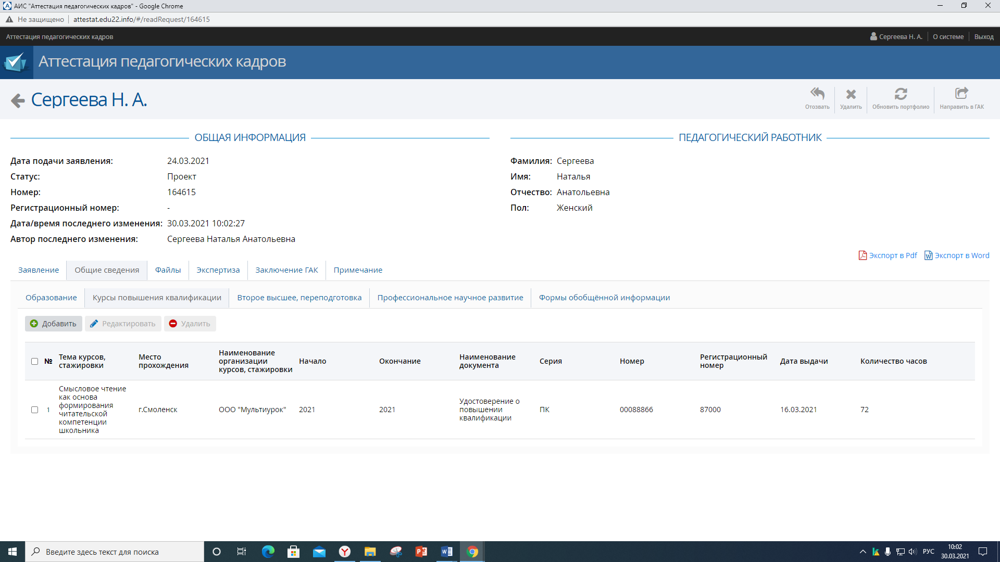 АИС "Аттестация педагогических кадров" - Google Chrome
Не защищено
attestat.edu22.info/#/readRequest/164615
Аттестация педагогических кадров
Сергеева Н. А.
О системе
Выход
Аттестация педагогических кадров
Сергеева Н. А.
Отозвать
Удалить
Обновить портфолио
Направить в ГАК
ОБЩАЯ ИНФОРМАЦИЯ
Дата подачи заявления: 24.03.2021
Статус: Проект
Номер: 164615
Регистрационный номер: -
Дата/время последнего изменения: 30.03.2021 10:02:27
Автор последнего изменения: Сергеева Наталья Анатольевна
ПЕДАГОГИЧЕСКИЙ РАБОТНИК
Фамилия: Сергеева
Имя: Наталья
Отчество: Анатольевна
Пол: Женский
Экспорт в Pdf
Экспорт в Word
Заявление
Общие сведения
Файлы
Экспертиза
Заключение ГАК
Примечание
Образование
Курсы повышения квалификации
Второе высшее, переподготовка
Профессиональное научное развитие
Формы обобщённой информации
Добавить
Редактировать
Удалить
№
Тема курсов,
стажировки
Место
прохождения
Наименование
организации
курсов, стажировки
Начало
Окончание
Наименование
документа
Серия
Номер
Регистрационный
номер
Дата выдачи
Количество часов
1
Смысловое чтение
как основа
формирования
читательской
компетенции
школьника
г.Смоленск
ООО "Мультиурок"
2021
2021
Удостоверение о
повышении
квалификации
ПК
00088866
87000
16.03.2021
72
Введите здесь текст для поиска
РУС
10:02
30.03.2021